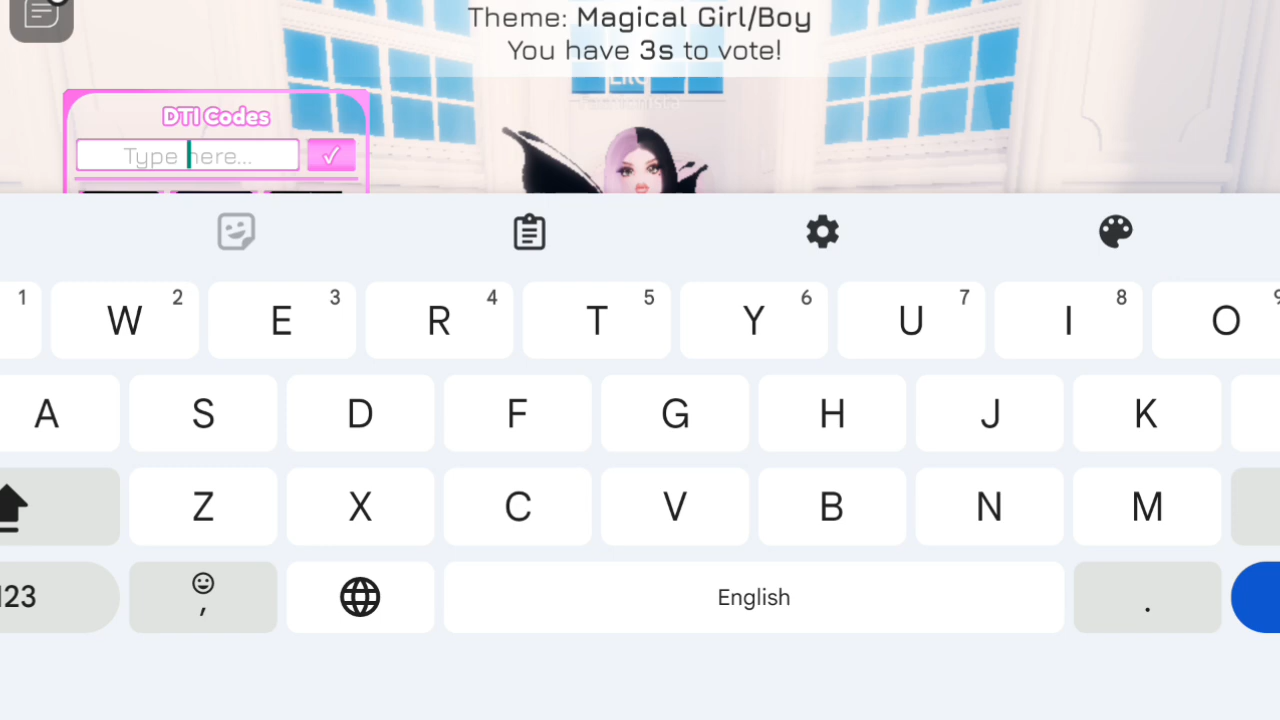 Theme: Magical Girl/Boy
You have 3s to vote!
DTI Codes
Type here...
1 2 3 4 5 6 7 8 9
W E R T Y U I O
A S D F G H J K
Z X C V B N M
123 , English .